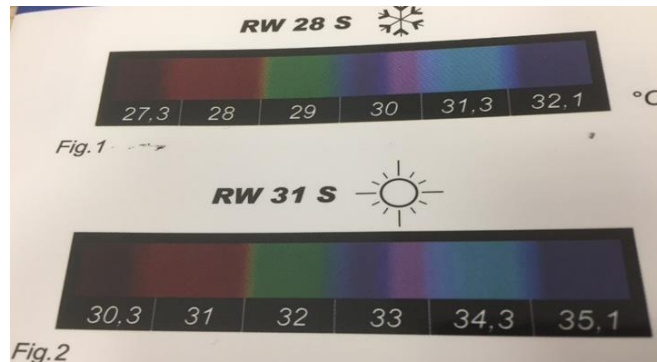 RW 28 S
27,3 28 29 30 31,3 32,1 °C
Fig.1
RW 31 S
30,3 31 32 33 34,3 35,1
Fig.2